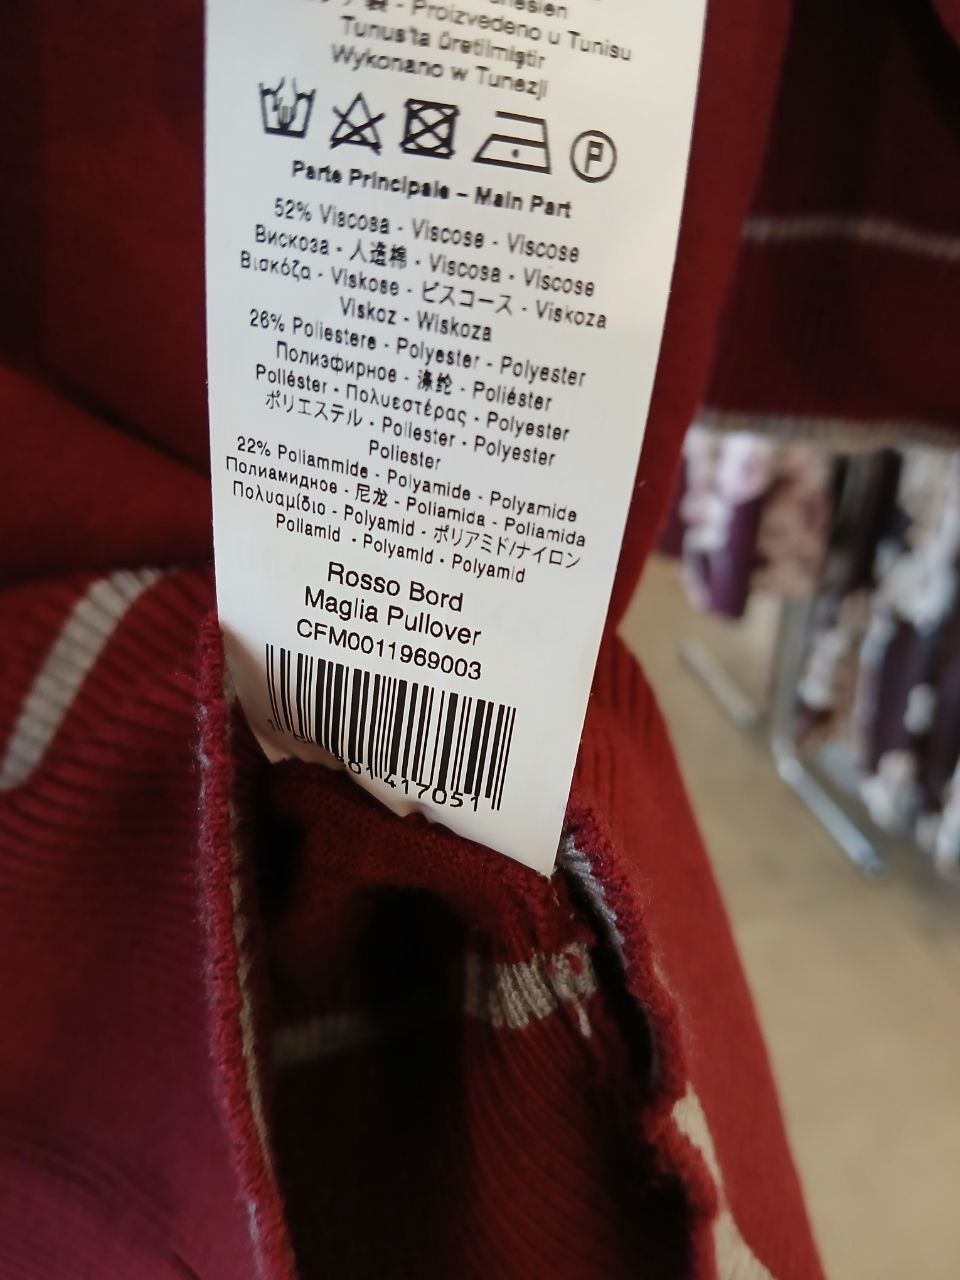 - Proizvedeno u Tunisu
Tunus'ta üretilmiştir
Wykonano w Tunezji
P
Parte Principale – Main Part
52% Viscosa - Viscose - Viscose
Вискоза - 人造棉 - Viscosa - Viscose
Βισκόζα - Viskose - ビスコース - Viskoza
Viskoz - Wiskoza
26% Poliestere - Polyester - Polyester
Полиэфирное - 涤纶 - Poliéster
Poliéster - Πολυεστέρας - Polyester
ポリエステル - Poliester - Polyester
Poliester
22% Poliammide - Polyamide - Polyamide
Полиамидное - 尼龙 - Poliamida - Poliamida
Πολυαμίδιο - Polyamid - ポリアミド/ナイロン
Poliamid - Polyamid - Polyamid
Rosso Bord
Maglia Pullover
CFM0011969003
417051